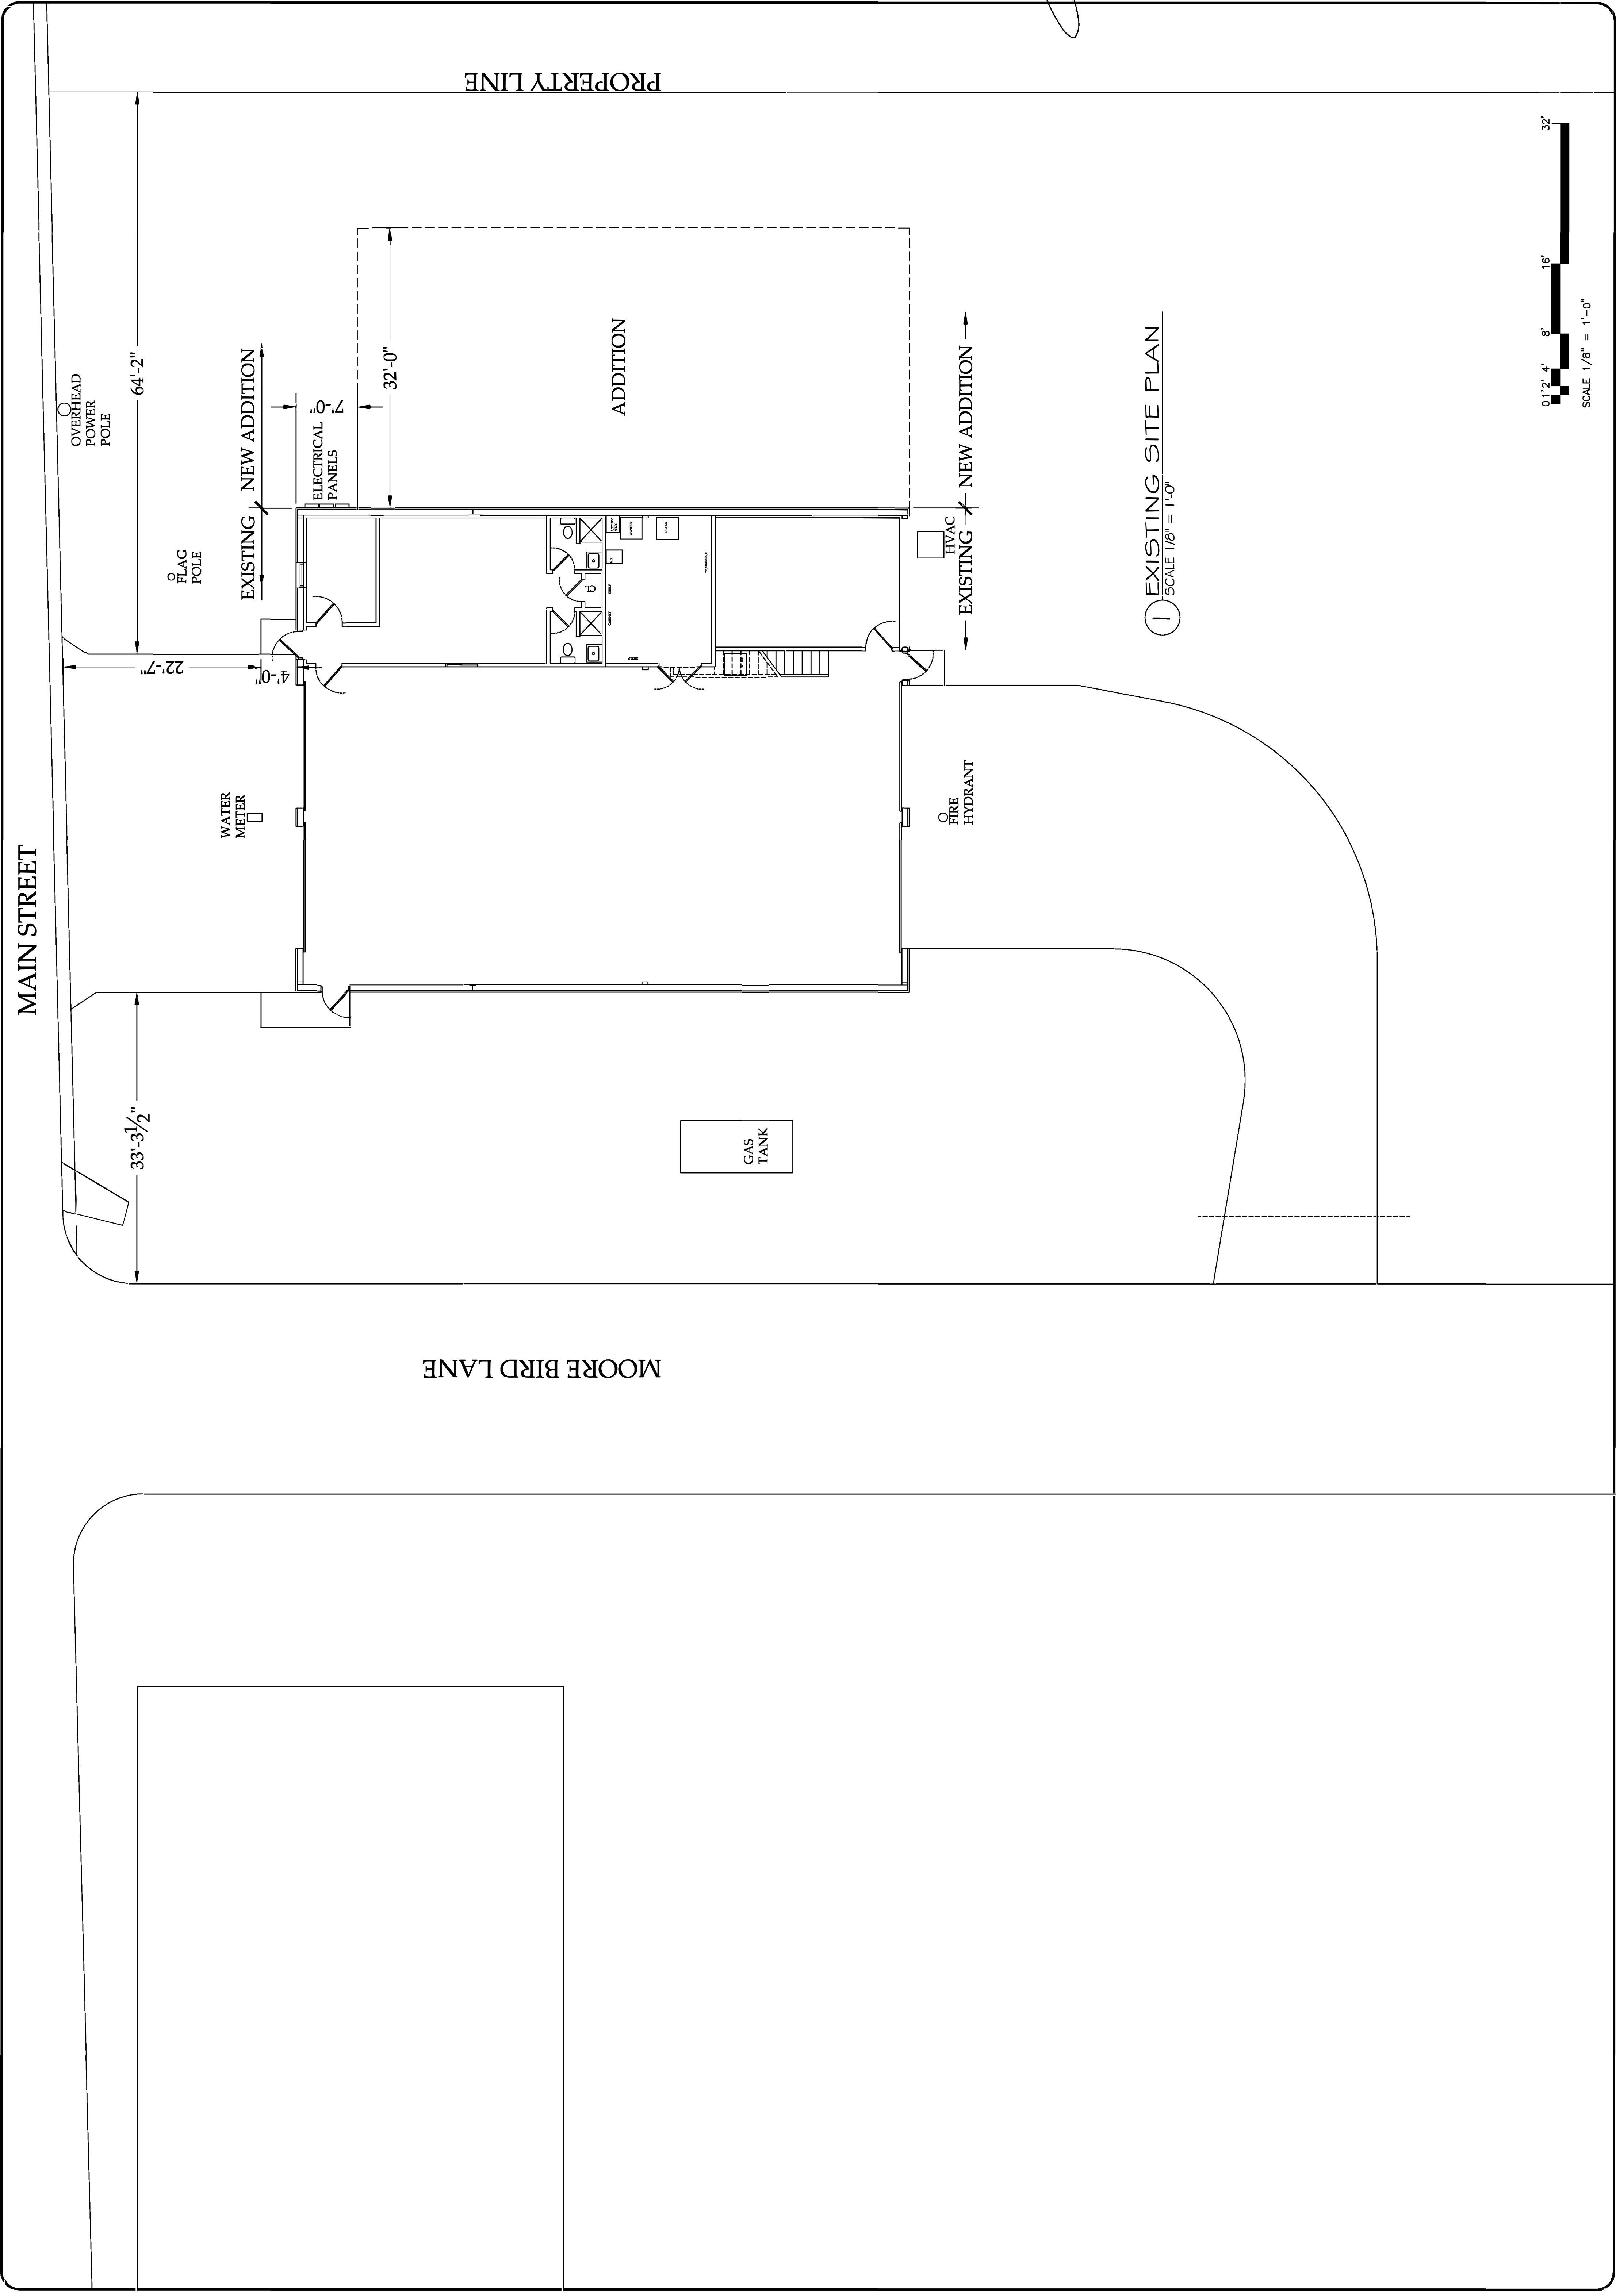 MAIN STREET
PROPERTY LINE
MOORE BIRD LANE
OVERHEAD
POWER
POLE
64'-2"
FLAG
POLE
EXISTING
NEW ADDITION
ELECTRICAL
PANELS
7'-0"
32'-0"
ADDITION
22'-7"
4'-0"
WATER
METER
33'-3 1/2"
GAS
TANK
FIRE
HYDRANT
HVAC
EXISTING
NEW ADDITION
1
EXISTING SITE PLAN
SCALE 1/8" = 1'-0"
0 1' 2' 4' 8' 16' 32'
SCALE 1/8" = 1'-0"